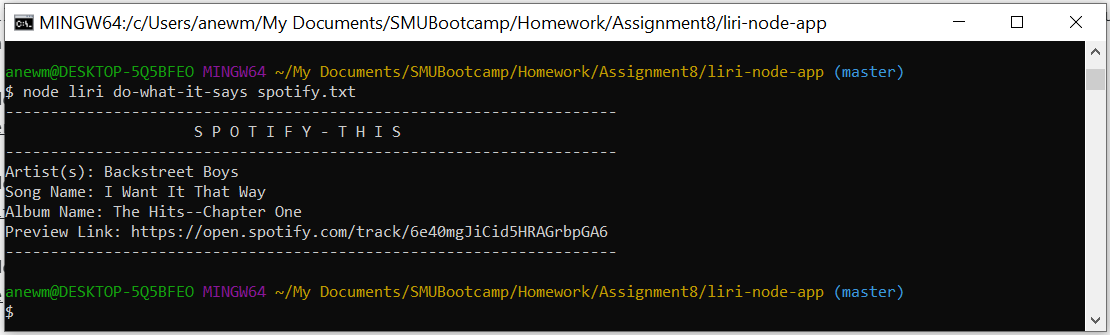 MINGW64:/c/Users/anewm/My Documents/SMUBootcamp/Homework/Assignment8/liri-node-app
anewm@DESKTOP-5Q5BFEO MINGW64 ~/My Documents/SMUBootcamp/Homework/Assignment8/liri-node-app (master)
$ node liri do-what-it-says spotify.txt
--------------------------------------------------------------------
S P O T I F Y - T H I S
--------------------------------------------------------------------
Artist(s): Backstreet Boys
Song Name: I Want It That Way
Album Name: The Hits--Chapter One
Preview Link: https://open.spotify.com/track/6e40mgJiCid5HRAGrbpGA6
--------------------------------------------------------------------
anewm@DESKTOP-5Q5BFEO MINGW64 ~/My Documents/SMUBootcamp/Homework/Assignment8/liri-node-app (master)
$